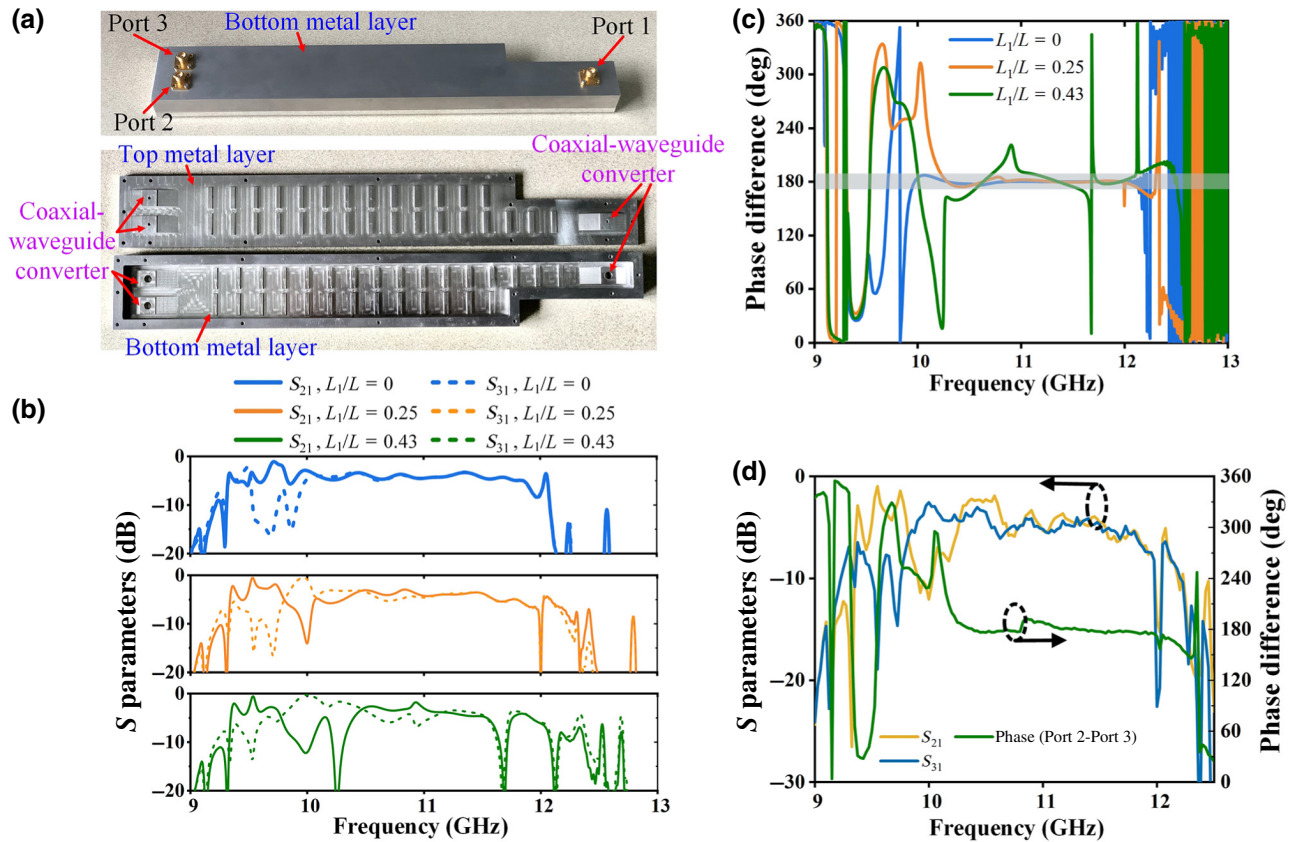 (a)
Port 3
Bottom metal layer
Port 1
Port 2
Top metal layer
Coaxial-waveguide
converter
Coaxial-
waveguide
converter
Bottom metal layer
(b)
S21, L1/L = 0
S31, L1/L = 0
S21, L1/L = 0.25
S31, L1/L = 0.25
S21, L1/L = 0.43
S31, L1/L = 0.43
S parameters (dB)
0
−10
−20
0
−10
−20
0
−10
−20
9 10 11 12 13
Frequency (GHz)
(c)
Phase difference (deg)
360
300
240
180
120
60
0
L1/L = 0
L1/L = 0.25
L1/L = 0.43
9 10 11 12 13
Frequency (GHz)
(d)
S parameters (dB)
0
−10
−20
−30
360
300
240
180
120
60
0
Phase difference (deg)
S21
Phase (Port 2-Port 3)
S31
9 10 11 12
Frequency (GHz)